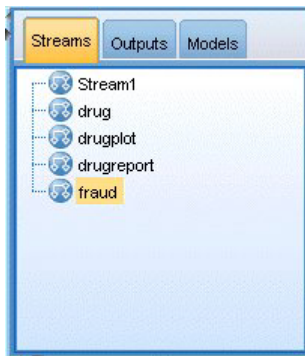 Streams Outputs Models
Stream1
drug
drugplot
drugreport
fraud